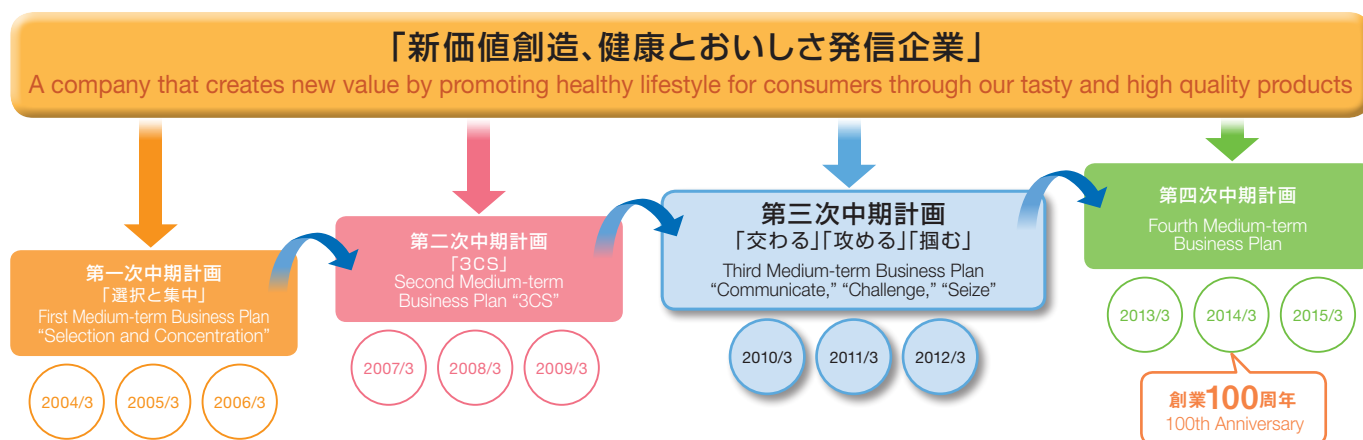 「新価値創造、健康とおいしさ発信企業」
A company that creates new value by promoting healthy lifestyle for consumers through our tasty and high quality products
第一次中期計画
「選択と集中」
First Medium-term Business Plan
“Selection and Concentration”
2004/3 2005/3 2006/3
第二次中期計画
「3CS」
Second Medium-term
Business Plan “3CS”
2007/3 2008/3 2009/3
第三次中期計画
「交わる」「攻める」「掴む」
Third Medium-term Business Plan
“Communicate,” “Challenge,” “Seize”
2010/3 2011/3 2012/3
第四次中期計画
Fourth Medium-term
Business Plan
2013/3 2014/3 2015/3
創業100周年
100th Anniversary